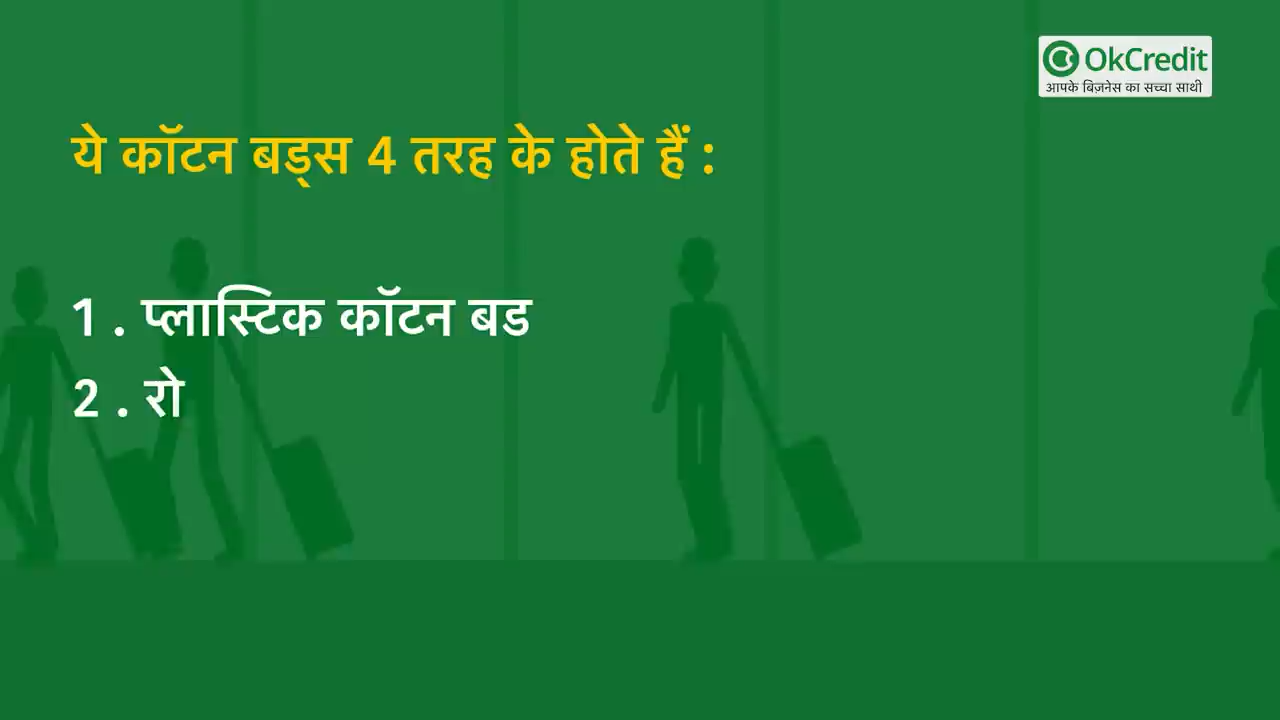 OkCredit
आपके बिज़नेस का सच्चा साथी
ये कॉटन बड्स 4 तरह के होते हैं :
1 . प्लास्टिक कॉटन बड
2 . रो